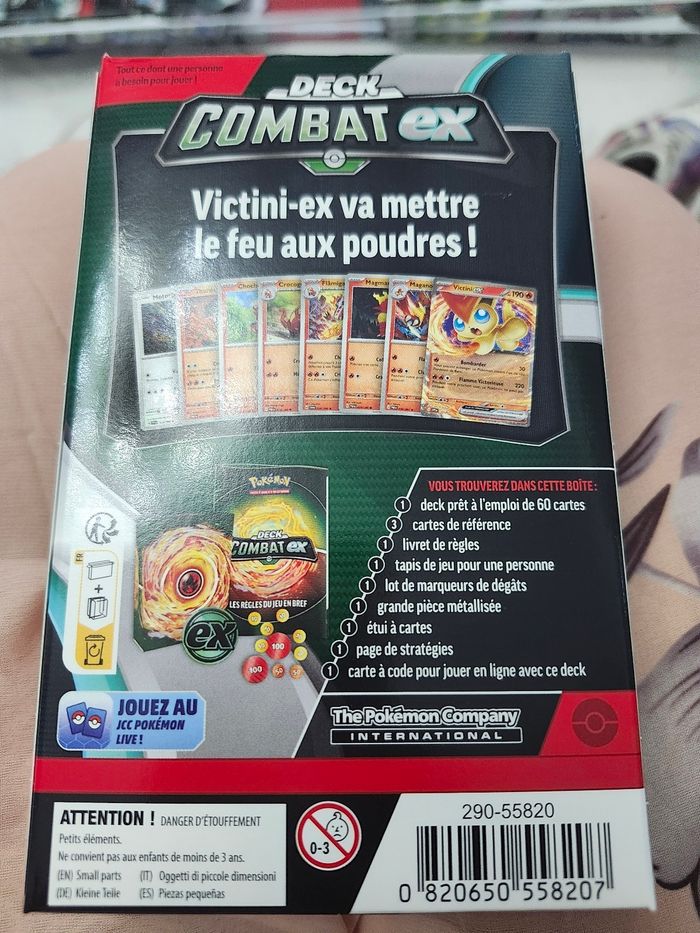 Tout ce dont une personne
a besoin pour jouer !
DECK
COMBAT ex
Victini-ex va mettre
le feu aux poudres !
Victini ex 190
Bombarder 30
Flamme Victorieuse 220
Pokémon
DECK
COMBAT ex
LES RÈGLES DU JEU EN BREF
ex
100
100
50
50
VOUS TROUVEREZ DANS CETTE BOÎTE :
1 deck prêt à l'emploi de 60 cartes
3 cartes de référence
1 livret de règles
1 tapis de jeu pour une personne
1 lot de marqueurs de dégâts
1 grande pièce métallisée
1 étui à cartes
1 page de stratégies
1 carte à code pour jouer en ligne avec ce deck
FR
+
JOUEZ AU
JCC POKÉMON
LIVE !
The Pokémon Company
INTERNATIONAL
ATTENTION ! DANGER D'ÉTOUFFEMENT
Petits éléments.
Ne convient pas aux enfants de moins de 3 ans.
(EN) Small parts (IT) Oggetti di piccole dimensioni
(DE) Kleine Teile (ES) Piezas pequeñas
0-3
290-55820
0 820650 558207